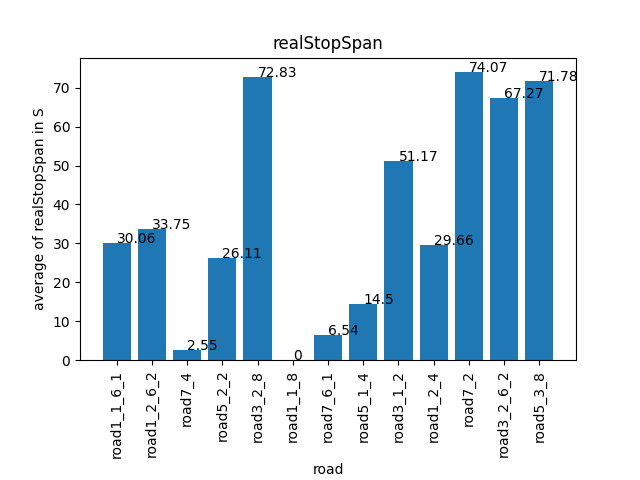 realStopSpan
average of realStopSpan in S
70
60
50
40
30
20
10
0
30.06
33.75
2.55
26.11
72.83
0
6.54
14.5
51.17
29.66
74.07
67.27
71.78
road1_1_6_1
road1_2_6_2
road7_4
road5_2_2
road3_2_8
road1_1_8
road7_6_1
road5_1_4
road3_1_2
road1_2_4
road7_2
road3_2_6_2
road5_3_8
road